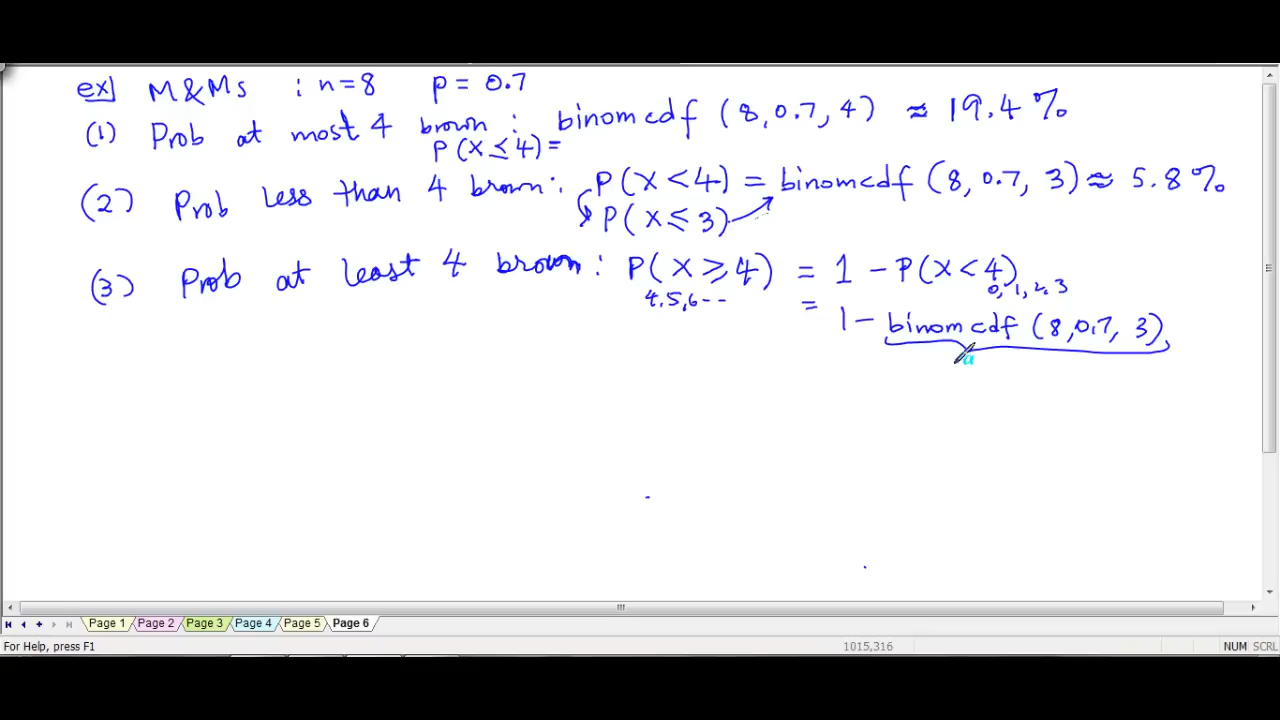 ex] M&Ms : n=8 p = 0.7
(1) Prob at most 4 brown : binomcdf (8,0.7,4) ≈ 19.4%
P(X≤4)=
(2) Prob less than 4 brown: P(X<4) = binomcdf (8, 0.7, 3) ≈ 5.8%
P(X≤3)
(3) Prob at least 4 brown : P(X≥4) = 1 - P(X<4)
4,5,6-- 0,1,2,3
= 1- binomcdf (8,0.7, 3)
Page 1 Page 2 Page 3 Page 4 Page 5 Page 6
For Help, press F1 1015,316 NUM SCRL